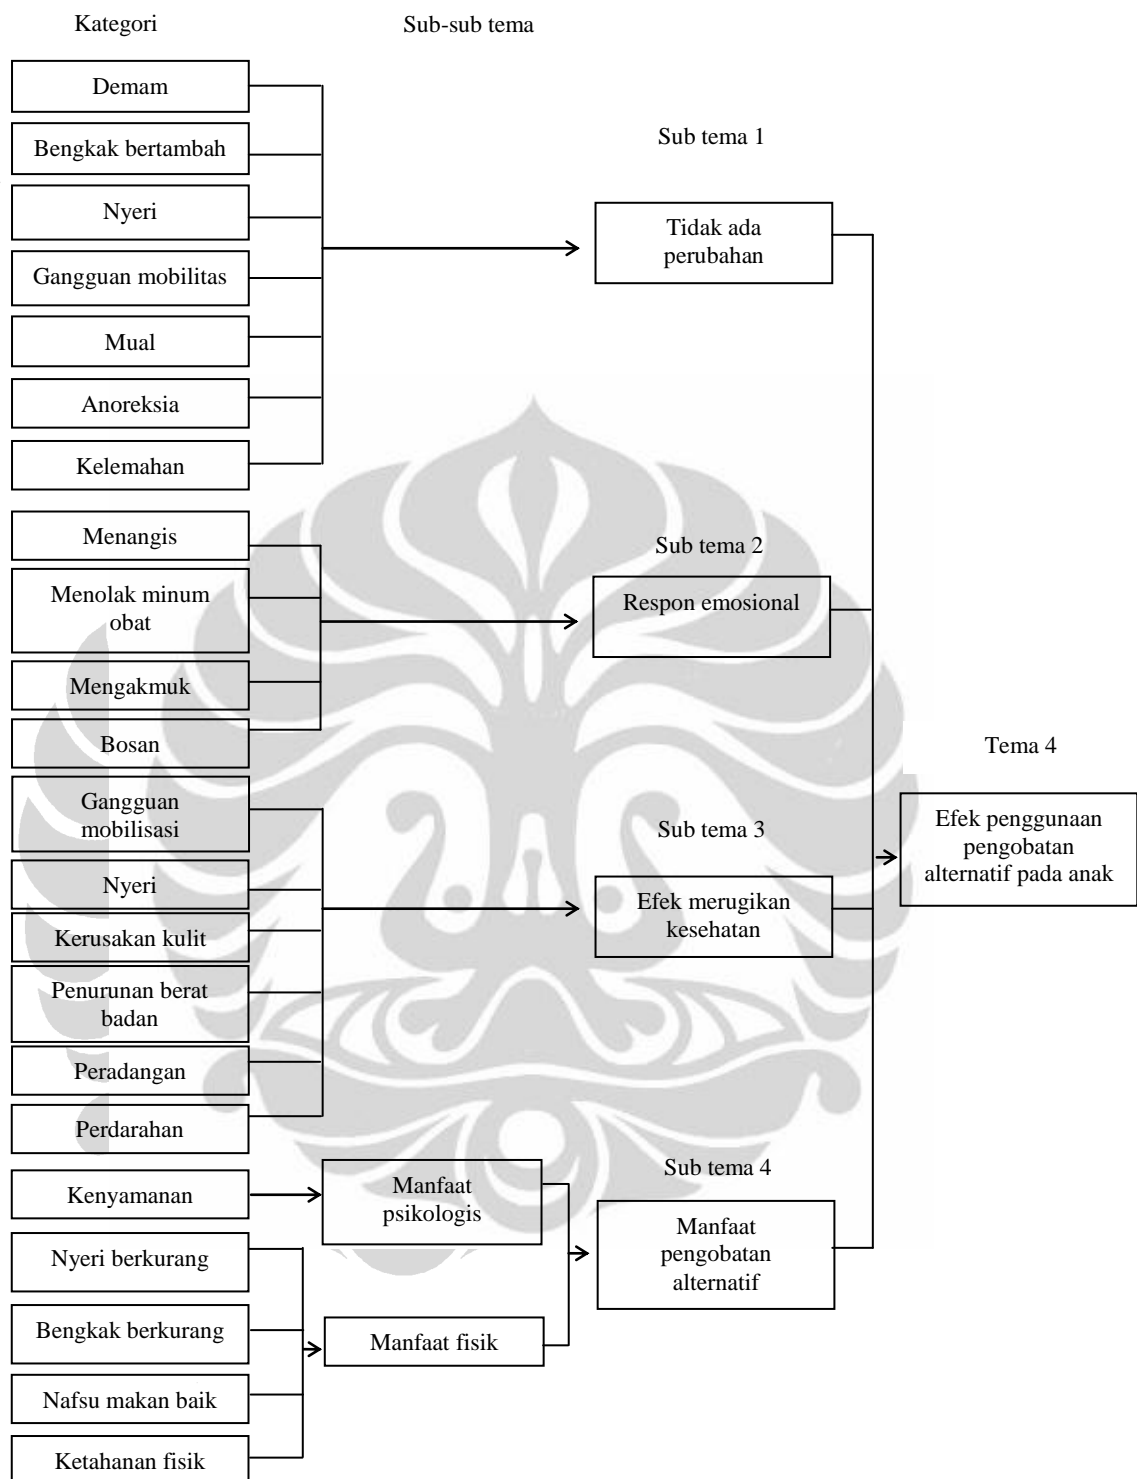 Kategori
Sub-sub tema
Demam
Bengkak bertambah
Nyeri
Gangguan mobilitas
Mual
Anoreksia
Kelemahan
Sub tema 1
Tidak ada
perubahan
Menangis
Menolak minum
obat
Mengakmuk
Bosan
Sub tema 2
Respon emosional
Gangguan
mobilisasi
Nyeri
Kerusakan kulit
Penurunan berat
badan
Peradangan
Perdarahan
Sub tema 3
Efek merugikan
kesehatan
Kenyamanan
Nyeri berkurang
Bengkak berkurang
Nafsu makan baik
Ketahanan fisik
Manfaat
psikologis
Manfaat fisik
Sub tema 4
Manfaat
pengobatan
alternatif
Tema 4
Efek penggunaan
pengobatan
alternatif pada anak